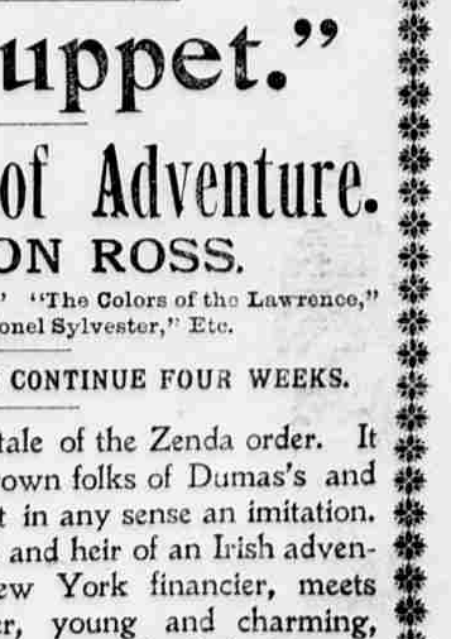 uppet."
of Adventure.
ON ROSS.
" "The Colors of the Lawrence,"
onel Sylvester," Etc.
CONTINUE FOUR WEEKS.
tale of the Zenda order. It
own folks of Dumas's and
t in any sense an imitation.
and heir of an Irish adven-
ew York financier, meets
er, young and charming,